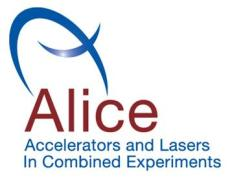 Alice
Accelerators and Lasers
In Combined Experiments